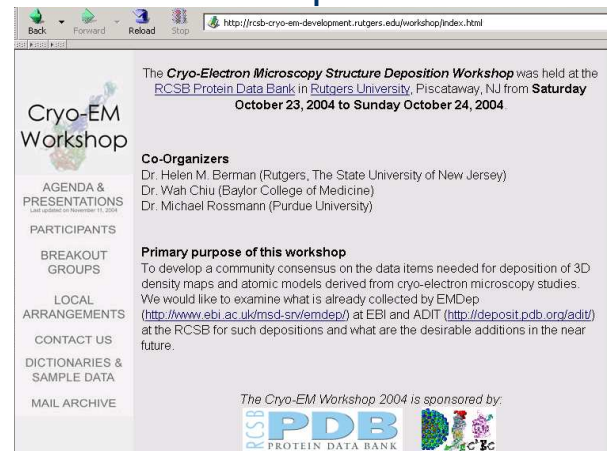 Back
Forward
Reload
Stop
http://rcsb-cryo-em-development.rutgers.edu/workshop/index.html
Cryo-EM
Workshop
AGENDA &
PRESENTATIONS
Last updated on November 11, 2004
PARTICIPANTS
BREAKOUT
GROUPS
LOCAL
ARRANGEMENTS
CONTACT US
DICTIONARIES &
SAMPLE DATA
MAIL ARCHIVE
The Cryo-Electron Microscopy Structure Deposition Workshop was held at the
RCSB Protein Data Bank in Rutgers University, Piscataway, NJ from Saturday
October 23, 2004 to Sunday October 24, 2004.
Co-Organizers
Dr. Helen M. Berman (Rutgers, The State University of New Jersey)
Dr. Wah Chiu (Baylor College of Medicine)
Dr. Michael Rossmann (Purdue University)
Primary purpose of this workshop
To develop a community consensus on the data items needed for deposition of 3D
density maps and atomic models derived from cryo-electron microscopy studies.
We would like to examine what is already collected by EMDep
(http://www.ebi.ac.uk/msd-srv/emdep/) at EBI and ADIT (http://deposit.pdb.org/adit/)
at the RCSB for such depositions and what are the desirable additions in the near
future.
The Cryo-EM Workshop 2004 is sponsored by:
RCSB
PDB
PROTEIN DATA BANK